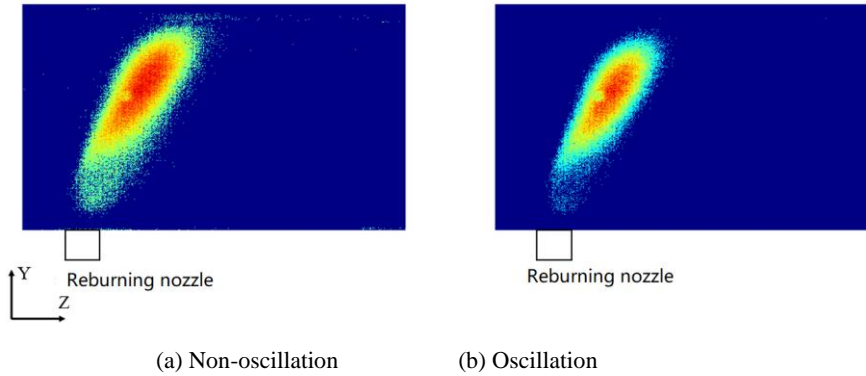 Reburning nozzle
Reburning nozzle
Y
Z
(a) Non-oscillation
(b) Oscillation